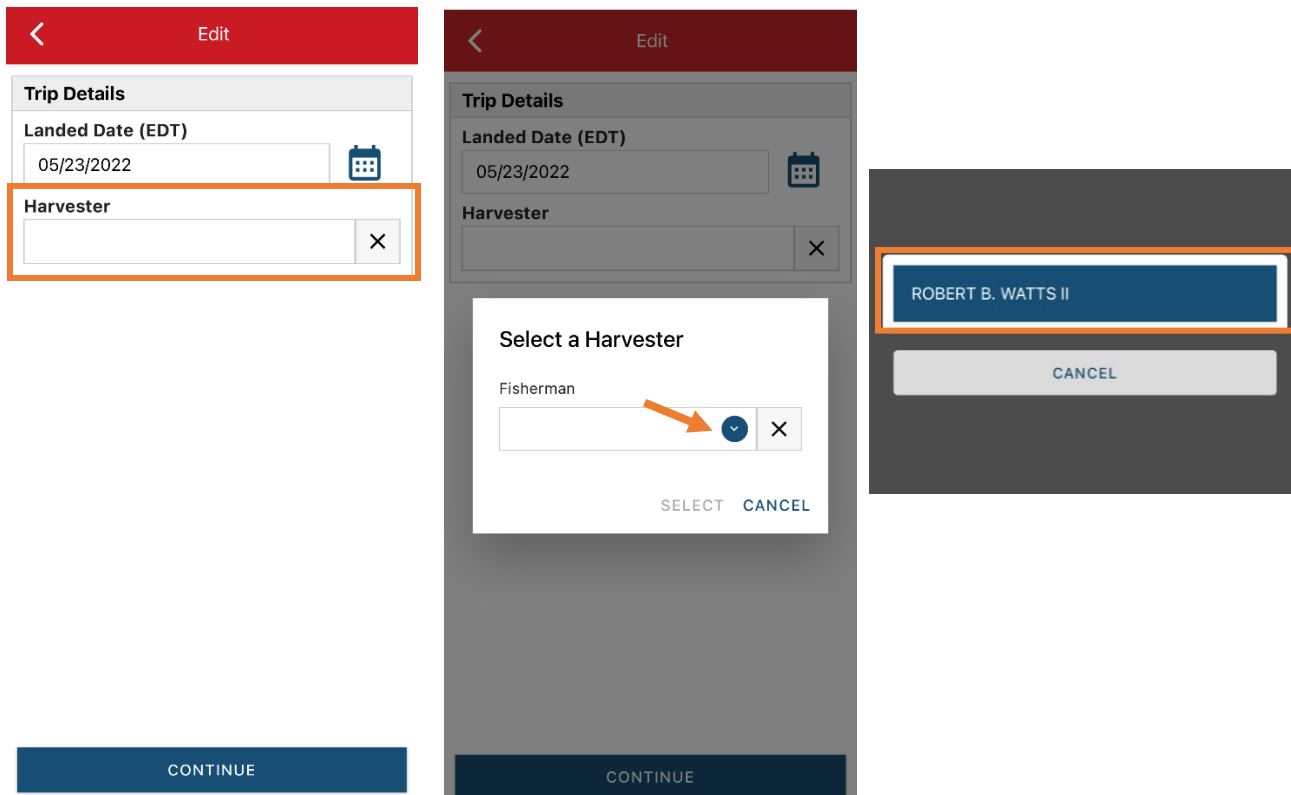 Edit
Trip Details
Landed Date (EDT)
05/23/2022
Harvester
CONTINUE
Edit
Trip Details
Landed Date (EDT)
05/23/2022
Harvester
Select a Harvester
Fisherman
SELECT CANCEL
CONTINUE
ROBERT B. WATTS II
CANCEL